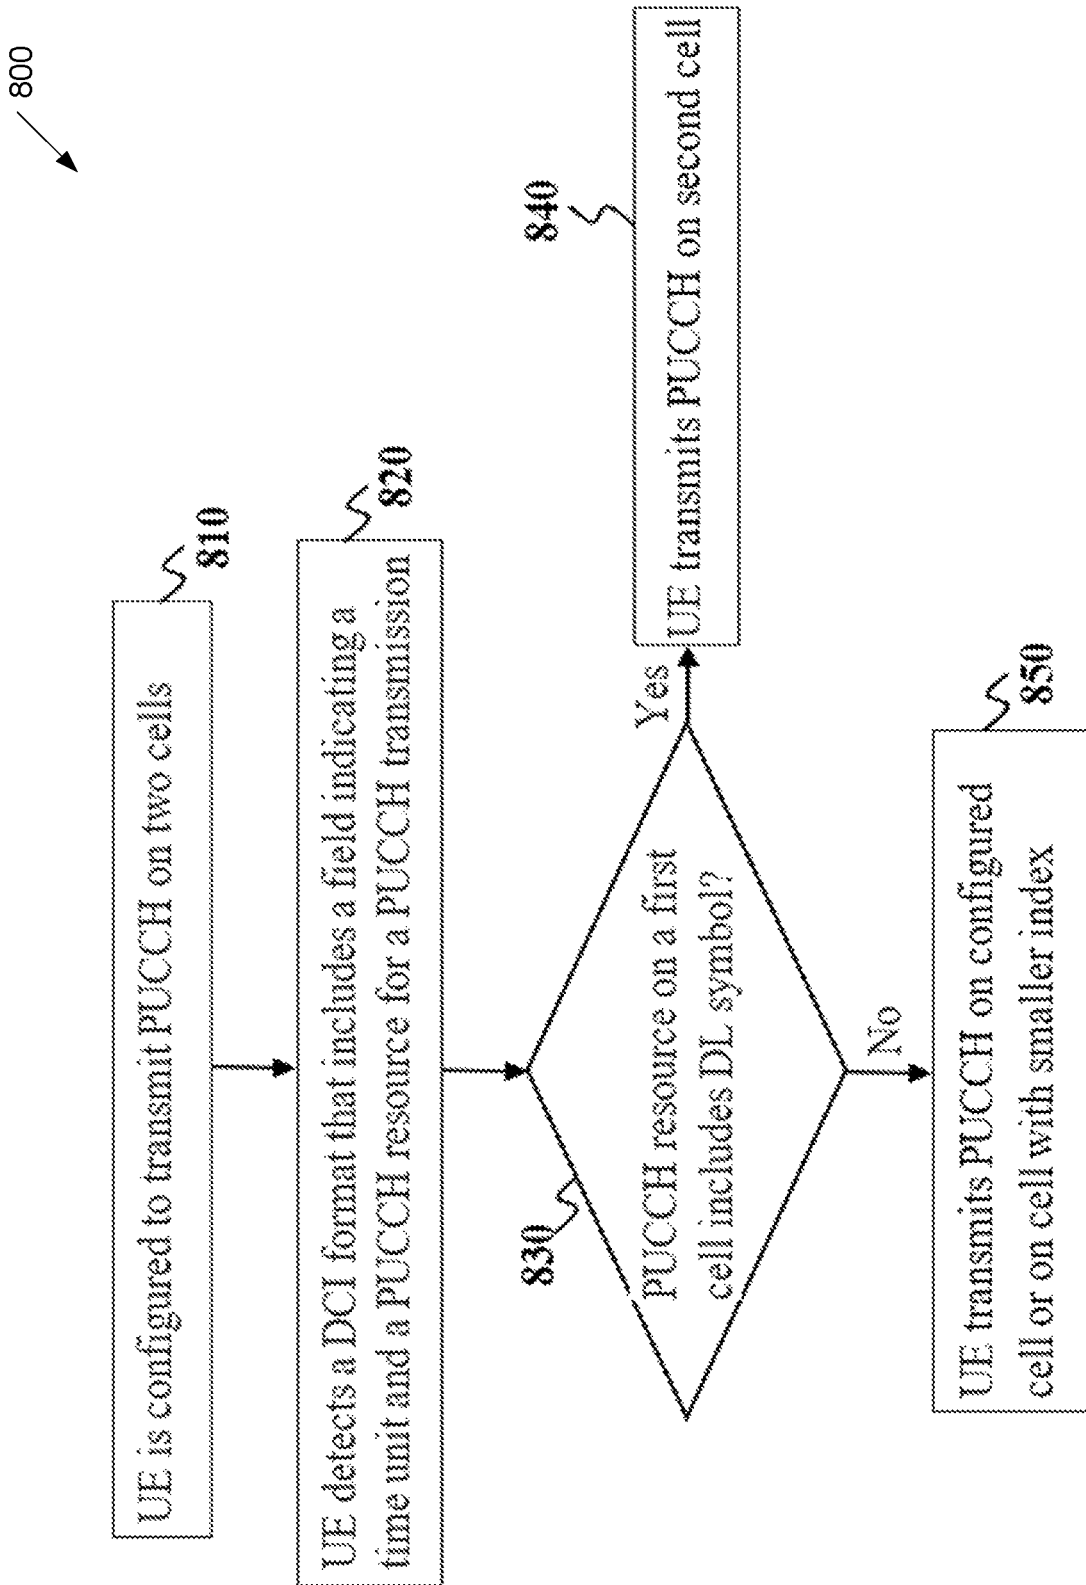 800
UE is configured to transmit PUCCH on two cells
810
UE detects a DCI format that includes a field indicating a
time unit and a PUCCH resource for a PUCCH transmission
820
830
PUCCH resource on a first
cell includes DL symbol?
Yes
UE transmits PUCCH on second cell
840
No
UE transmits PUCCH on configured
cell or on cell with smaller index
850